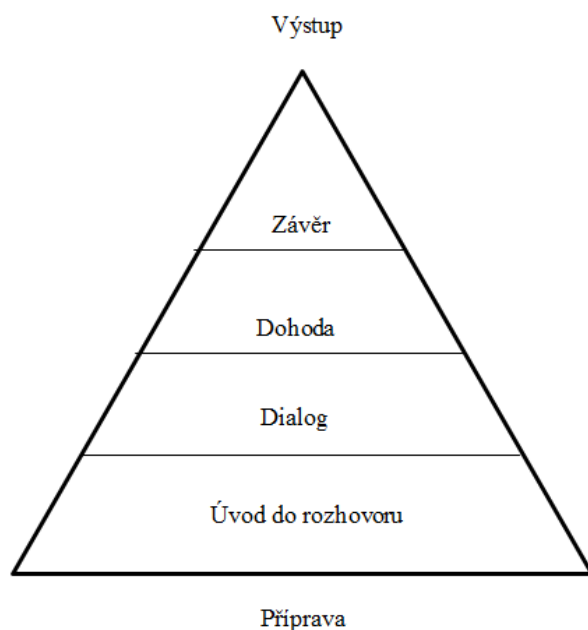 Výstup
Závěr
Dohoda
Dialog
Úvod do rozhovoru
Příprava